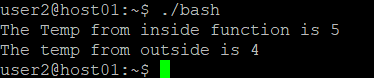 user2@host01:~$ ./bash
The Temp from inside function is 5
The temp from outside is 4
user2@host01:~$